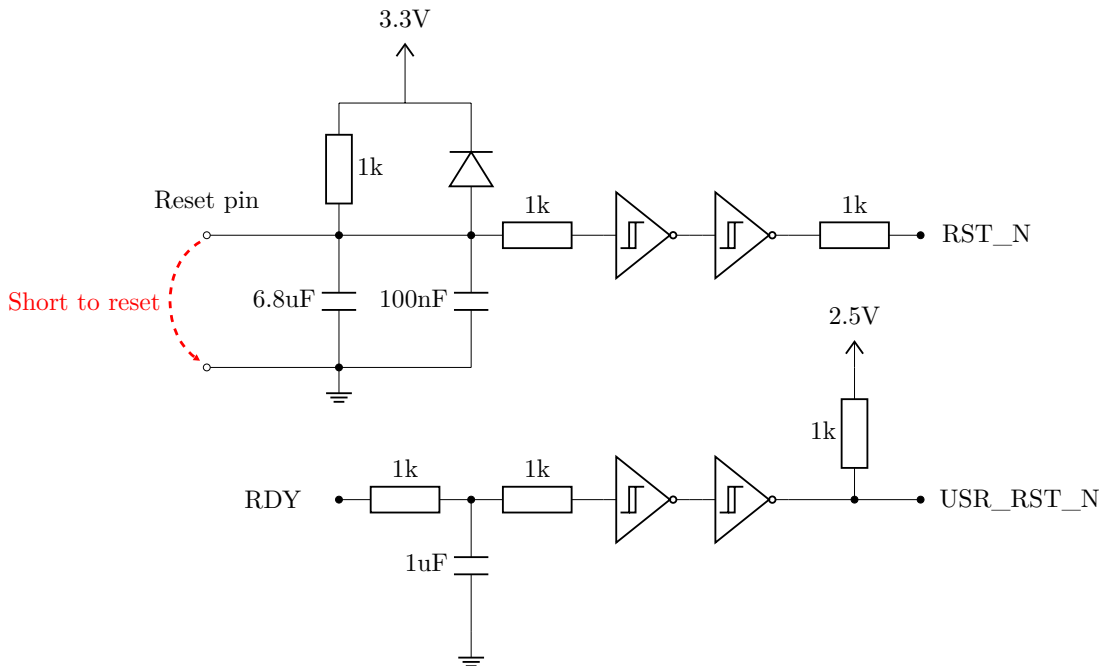 3.3V
1k
Reset pin
1k
1k
RST_N
Short to reset
6.8uF
100nF
2.5V
1k
RDY
1k
1k
USR_RST_N
1uF